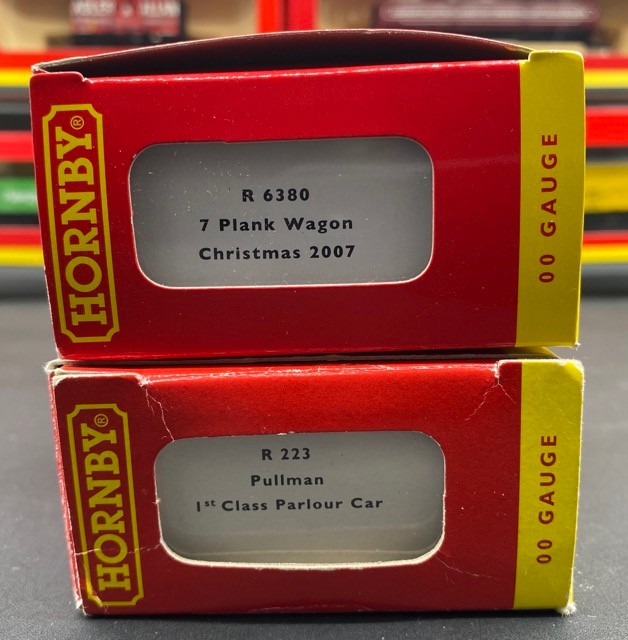 HORNBY®
R 6380
7 Plank Wagon
Christmas 2007
00 GAUGE
HORNBY®
R 223
Pullman
1st Class Parlour Car
00 GAUGE